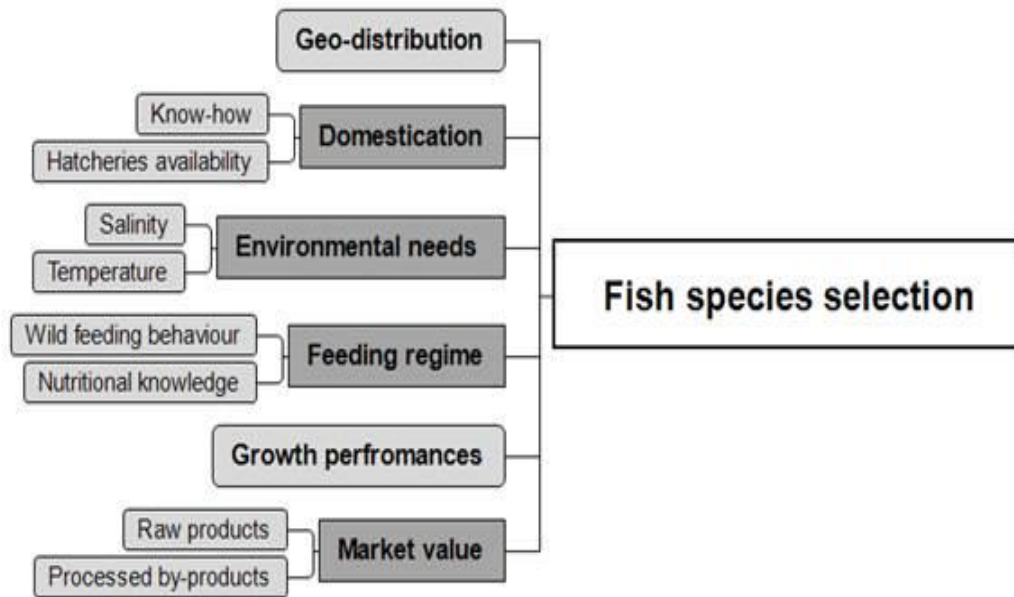 Geo-distribution
Know-how
Domestication
Hatcheries availability
Salinity
Environmental needs
Temperature
Fish species selection
Wild feeding behaviour
Feeding regime
Nutritional knowledge
Growth perfromances
Raw products
Market value
Processed by-products